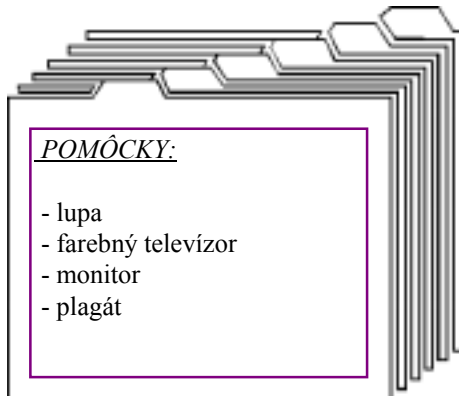 POMÔCKY:
- lupa
- farebný televízor
- monitor
- plagát